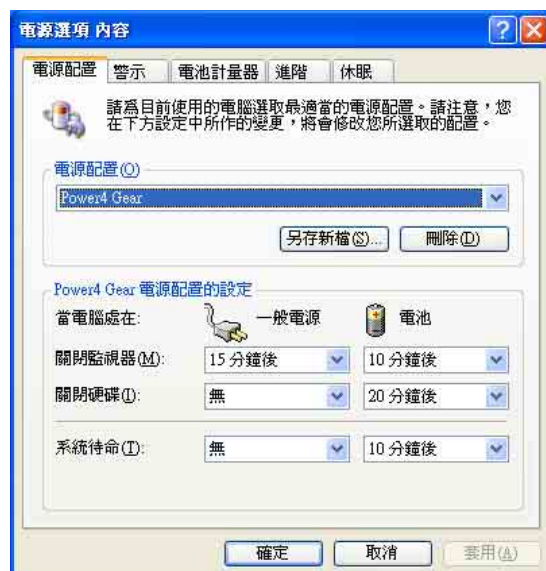 電源選項 內容
電源配置 警示 電池計量器 進階 休眠
請為目前使用的電腦選取最適當的電源配置。請注意，您
在下方設定中所作的變更，將會修改您所選取的配置。
電源配置(O)
Power4 Gear
另存新檔(S)... 刪除(D)
Power4 Gear 電源配置的設定
當電腦處在: 一般電源 電池
關閉監視器(M): 15 分鐘後 10 分鐘後
關閉硬碟(I): 無 20 分鐘後
系統待命(T): 無 10 分鐘後
確定 取消 套用(A)